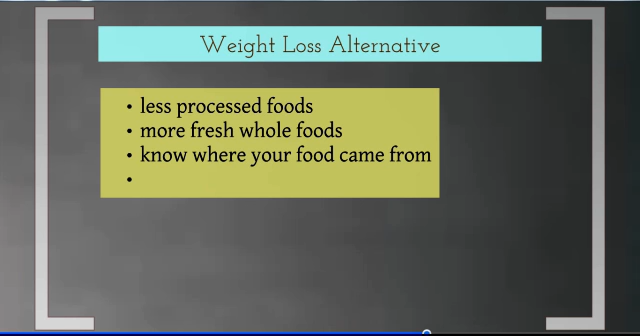 Weight Loss Alternative
• less processed foods
• more fresh whole foods
• know where your food came from
•